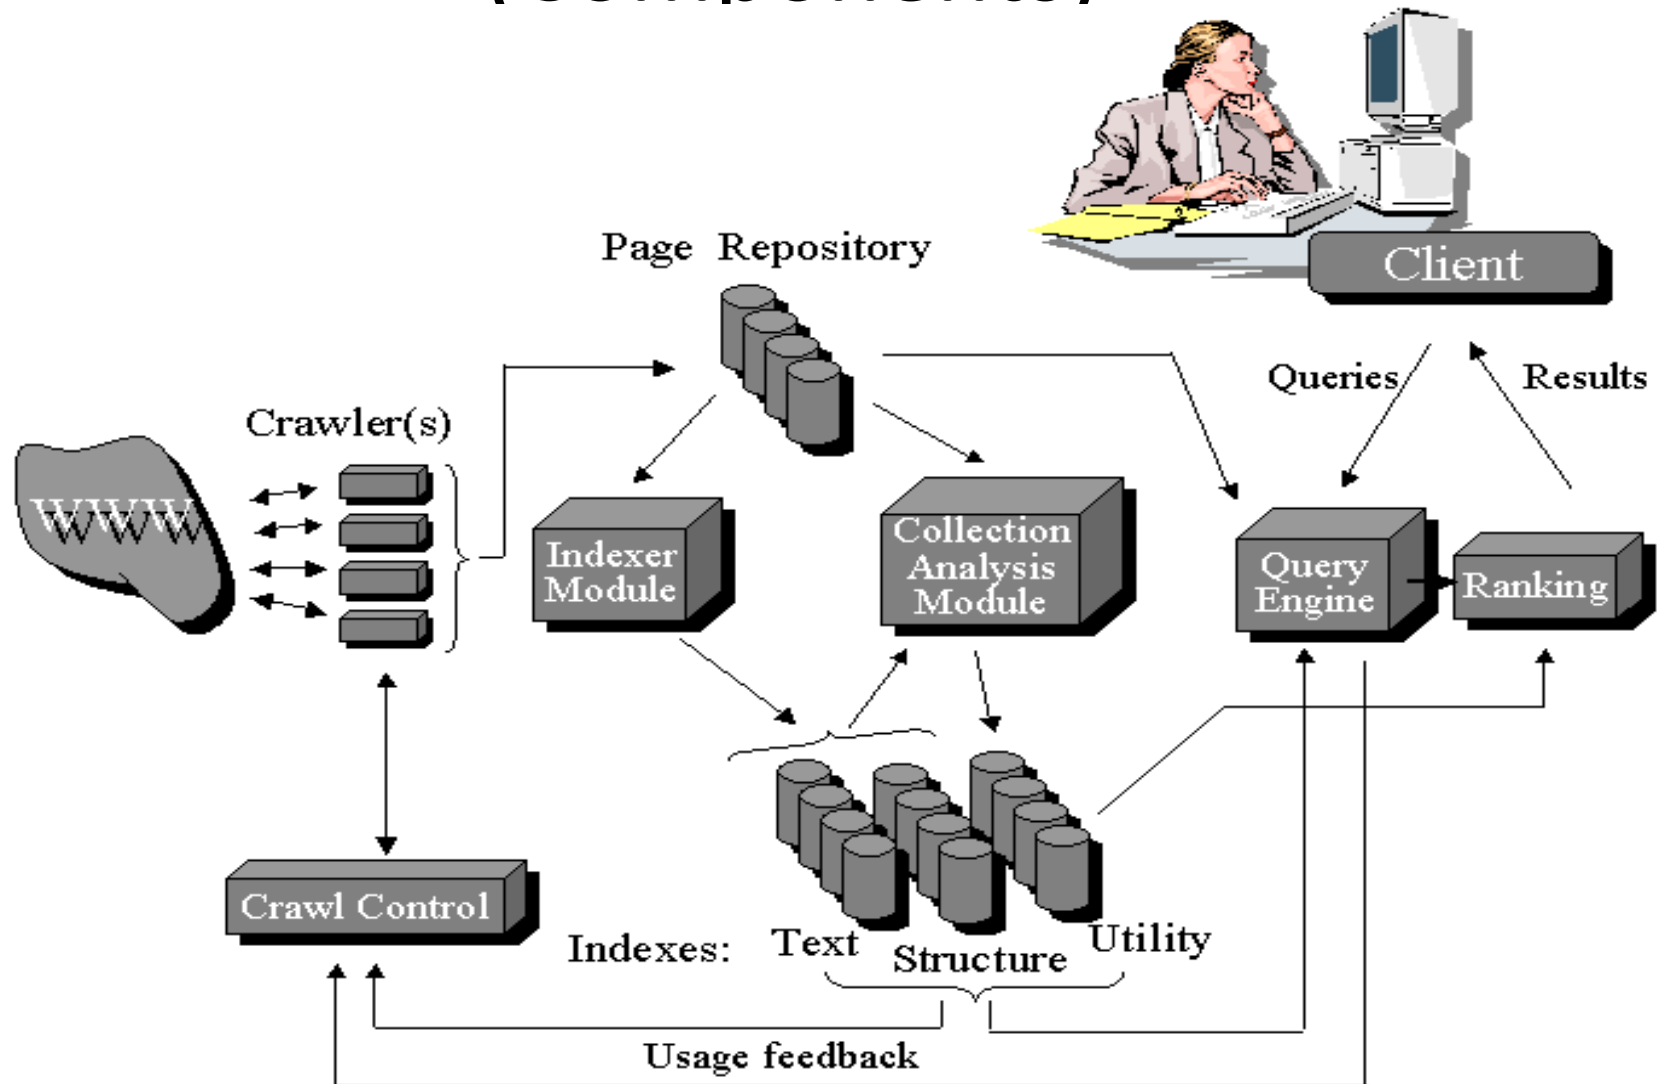 (Components)
Client
Page Repository
Queries
Results
Crawler(s)
WWW
Indexer
Module
Collection
Analysis
Module
Query
Engine
Ranking
Crawl Control
Indexes:
Text
Structure
Utility
Usage feedback